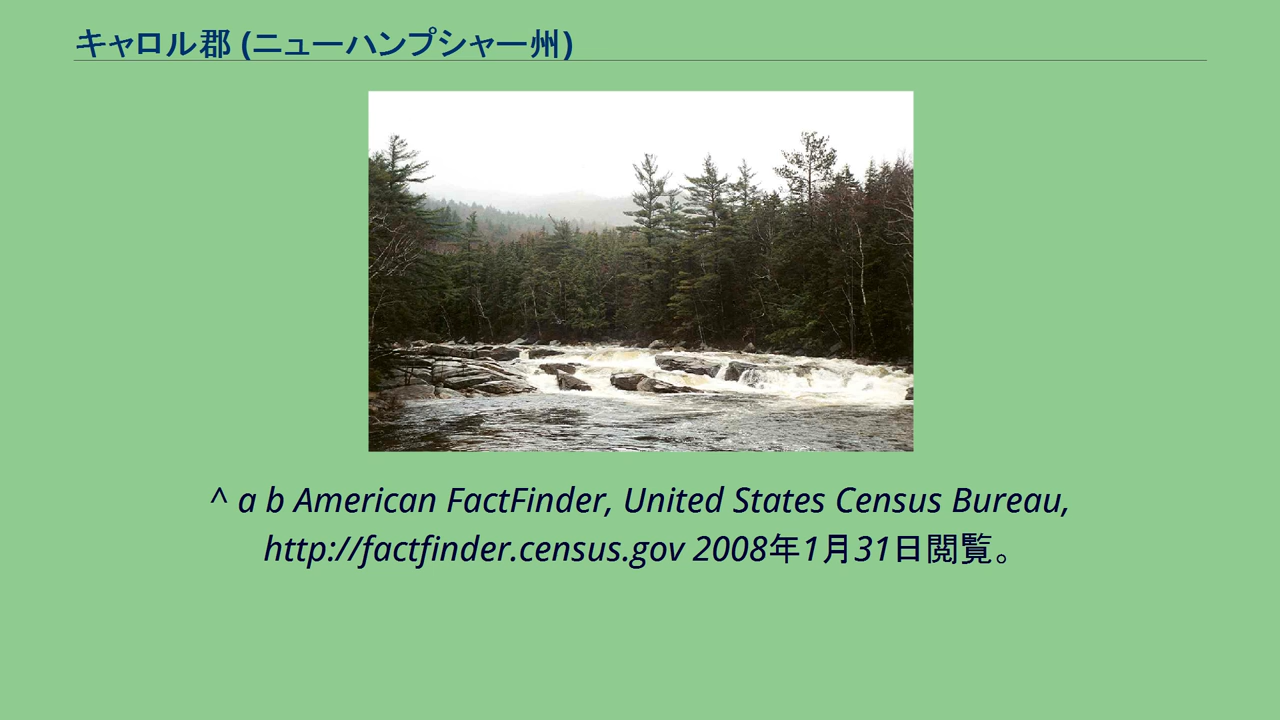 キャロル郡 (ニューハンプシャー州)
^ a b American FactFinder, United States Census Bureau,
http://factfinder.census.gov 2008年1月31日閲覧。